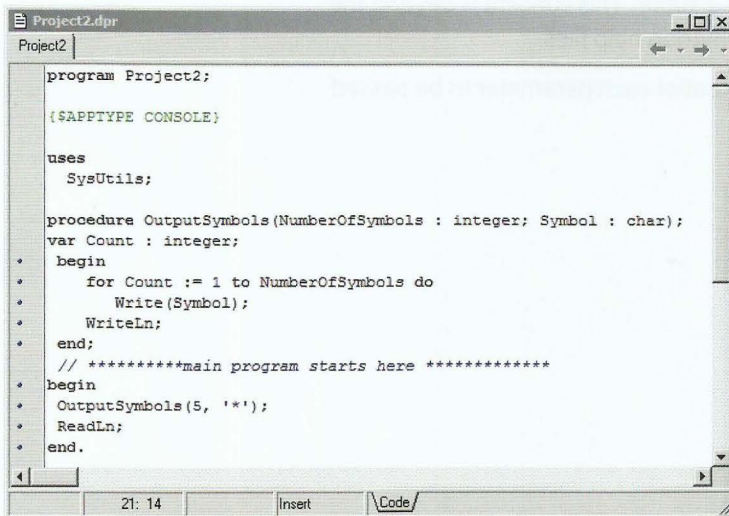 Project2.dpr
Project2
program Project2;
{$APPTYPE CONSOLE}
uses
SysUtils;
procedure OutputSymbols(NumberOfSymbols : integer; Symbol : char);
var Count : integer;
begin
for Count := 1 to NumberOfSymbols do
Write(Symbol);
WriteLn;
end;
// **********main program starts here *************
begin
OutputSymbols(5, '*');
ReadLn;
end.
21: 14 Insert Code